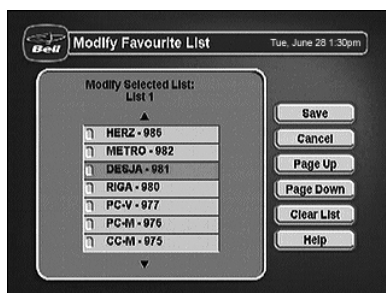 Bell
Modify Favourite List
Tue, June 28 1:30pm
Modify Selected List:
List 1
HERZ - 986
METRO - 982
DESJA - 981
RIGA - 980
PC-V - 977
PC-M - 976
CC-M - 975
Save
Cancel
Page Up
Page Down
Clear List
Help